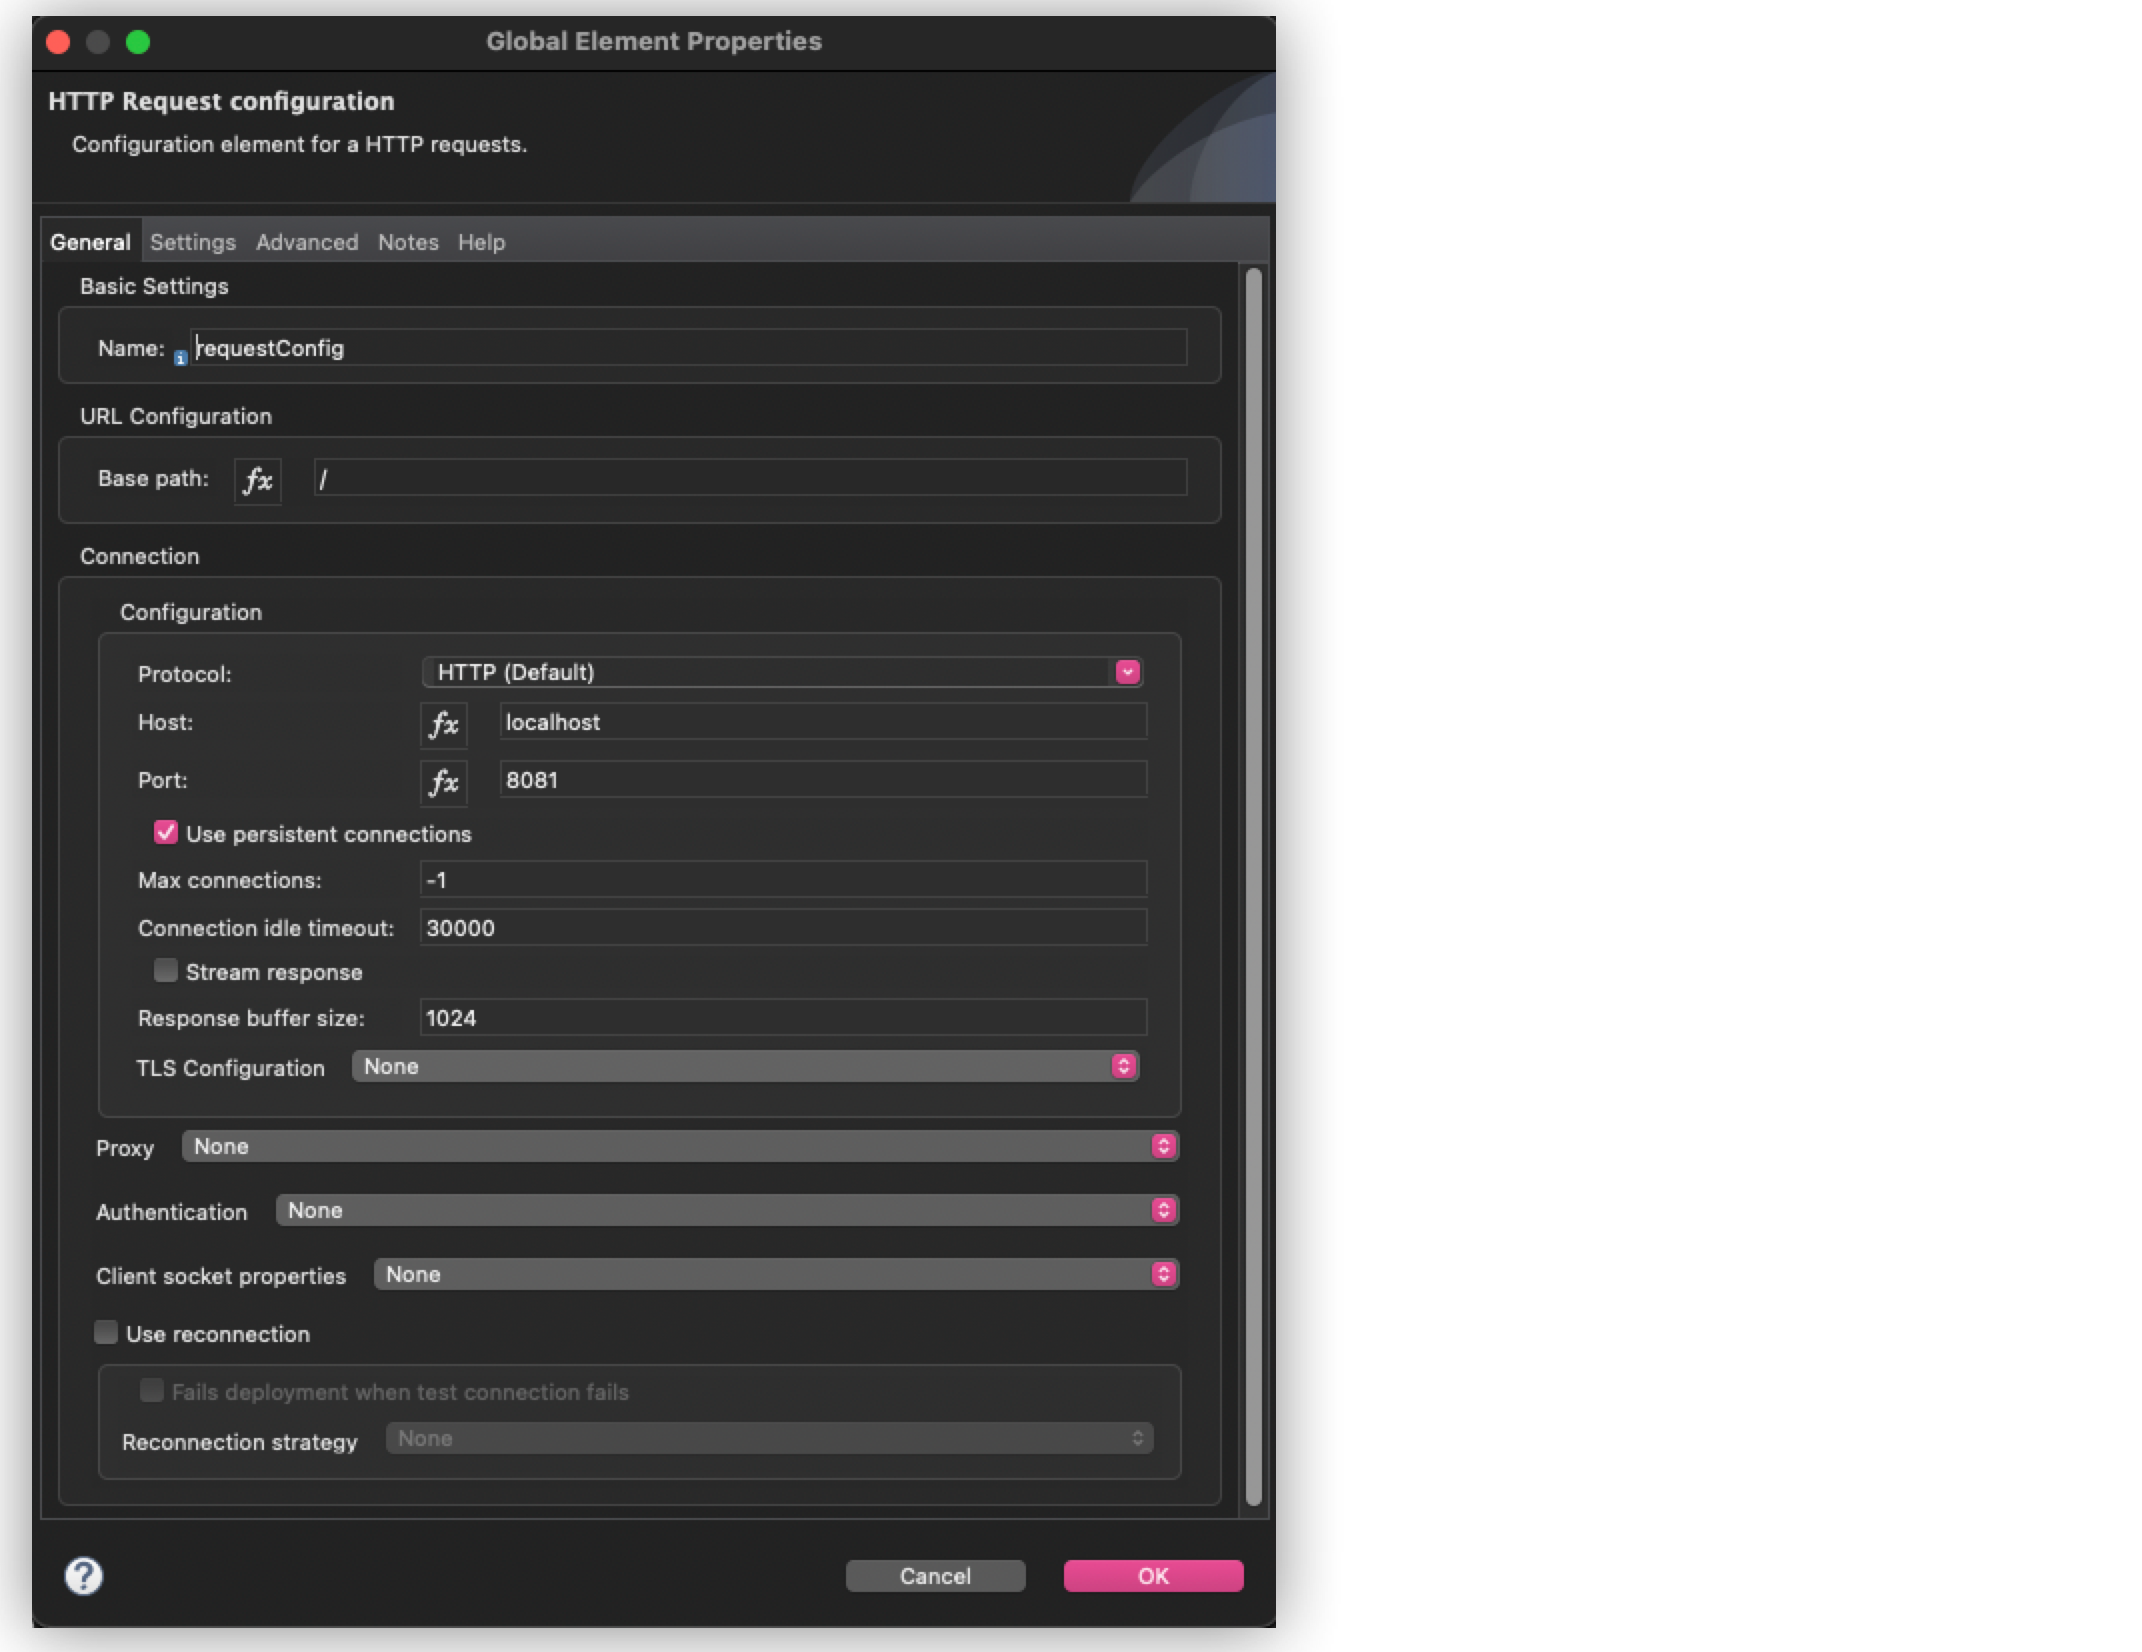 Global Element Properties
HTTP Request configuration
Configuration element for a HTTP requests.
General Settings Advanced Notes Help
Basic Settings
Name: requestConfig
URL Configuration
Base path: fx /
Connection
Configuration
Protocol: HTTP (Default)
Host: fx localhost
Port: fx 8081
Use persistent connections
Max connections: -1
Connection idle timeout: 30000
Stream response
Response buffer size: 1024
TLS Configuration None
Proxy None
Authentication None
Client socket properties None
Use reconnection
Fails deployment when test connection fails
Reconnection strategy None
? Cancel OK